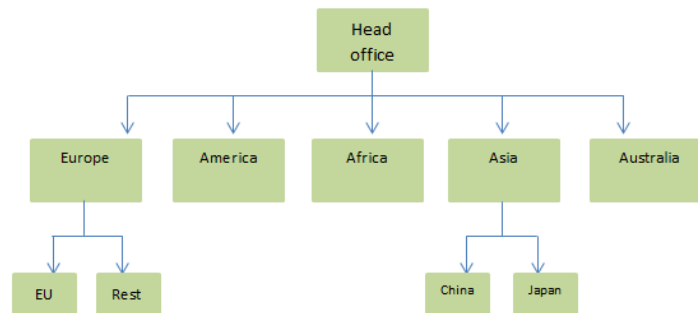 Head
office
Europe
America
Africa
Asia
Australia
EU
Rest
China
Japan